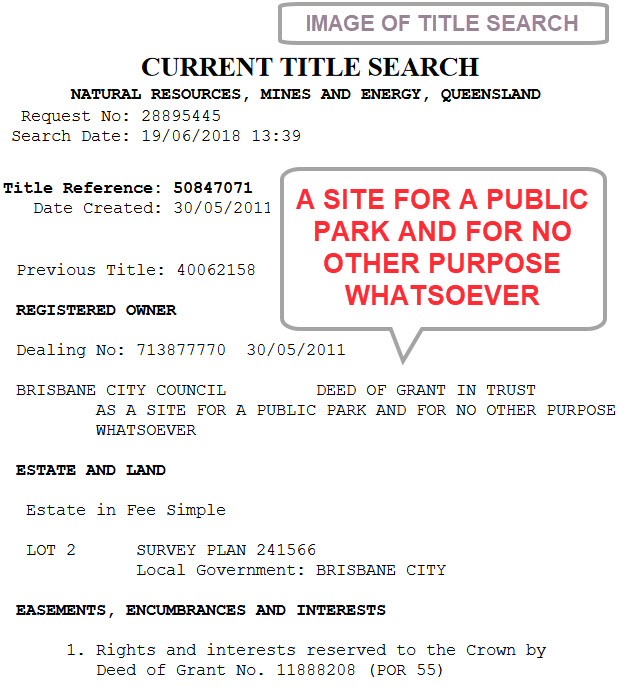 IMAGE OF TITLE SEARCH
CURRENT TITLE SEARCH
NATURAL RESOURCES, MINES AND ENERGY, QUEENSLAND
Request No: 28895445
Search Date: 19/06/2018 13:39
Title Reference: 50847071
Date Created: 30/05/2011
A SITE FOR A PUBLIC
PARK AND FOR NO
OTHER PURPOSE
WHATSOEVER
Previous Title: 40062158
REGISTERED OWNER
Dealing No: 713877770 30/05/2011
BRISBANE CITY COUNCIL DEED OF GRANT IN TRUST
AS A SITE FOR A PUBLIC PARK AND FOR NO OTHER PURPOSE
WHATSOEVER
ESTATE AND LAND
Estate in Fee Simple
LOT 2 SURVEY PLAN 241566
Local Government: BRISBANE CITY
EASEMENTS, ENCUMBRANCES AND INTERESTS
1. Rights and interests reserved to the Crown by
Deed of Grant No. 11888208 (POR 55)